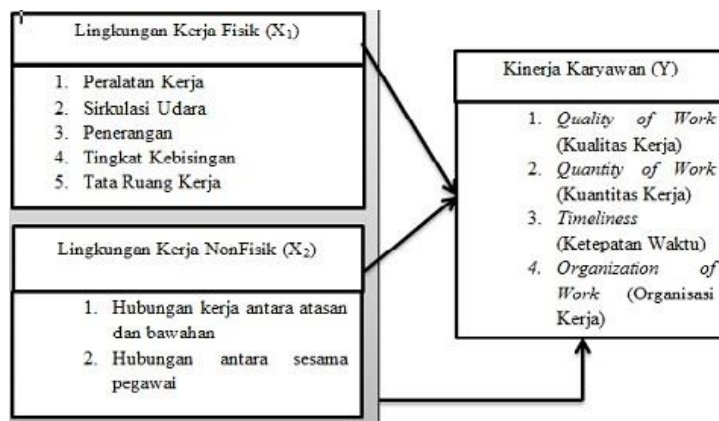 Lingkungan Kerja Fisik (X₁)
1. Peralatan Kerja
2. Sirkulasi Udara
3. Penerangan
4. Tingkat Kebisingan
5. Tata Ruang Kerja
Lingkungan Kerja NonFisik (X₂)
1. Hubungan kerja antara atasan
dan bawahan
2. Hubungan antara sesama
pegawai
Kinerja Karyawan (Y)
1. Quality of Work
(Kualitas Kerja)
2. Quantity of Work
(Kuantitas Kerja)
3. Timeliness
(Ketepatan Waktu)
4. Organization of
Work (Organisasi
Kerja)